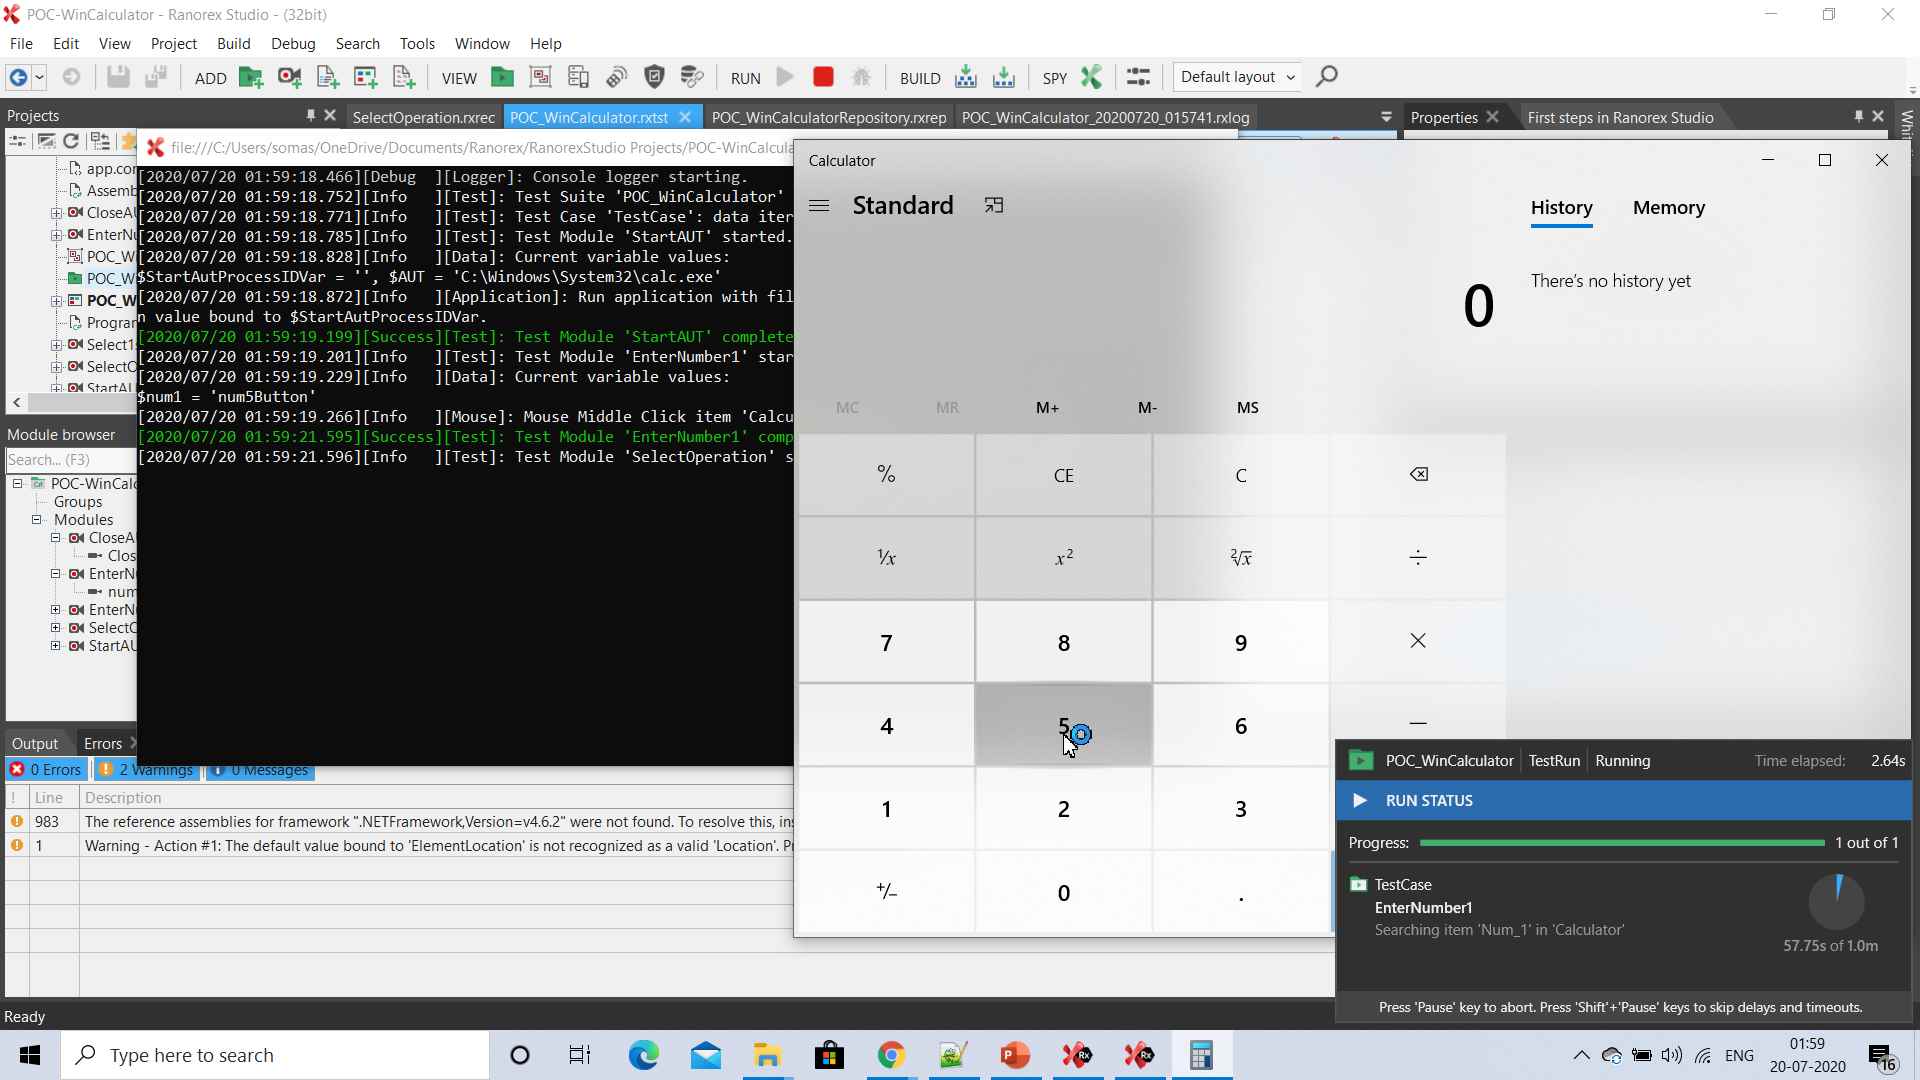 POC-WinCalculator - Ranorex Studio - (32bit)
File Edit View Project Build Debug Search Tools Window Help
ADD VIEW RUN BUILD SPY Default layout
Projects
SelectOperation.rxrec POC_WinCalculator.rxtst POC_WinCalculatorRepository.rxrep POC_WinCalculator_20200720_015741.rxlog
Properties First steps in Ranorex Studio
app.cor
Assemb
CloseAU
EnterNu
POC_W
POC_Wi
POC_W
Prograr
Select1s
SelectO
StartAU
Module browser
Search... (F3)
POC-WinCalc
Groups
Modules
CloseA
Clos
EnterN
num
EnterN
SelectO
StartAU
file:///C:/Users/somas/OneDrive/Documents/Ranorex/RanorexStudio Projects/POC-WinCalcula
[2020/07/20 01:59:18.466][Debug ][Logger]: Console logger starting.
[2020/07/20 01:59:18.752][Info ][Test]: Test Suite 'POC_WinCalculator'
[2020/07/20 01:59:18.771][Info ][Test]: Test Case 'TestCase': data iter
[2020/07/20 01:59:18.785][Info ][Test]: Test Module 'StartAUT' started.
[2020/07/20 01:59:18.828][Info ][Data]: Current variable values:
$StartAutProcessIDVar = '', $AUT = 'C:\Windows\System32\calc.exe'
[2020/07/20 01:59:18.872][Info ][Application]: Run application with fil
n value bound to $StartAutProcessIDVar.
[2020/07/20 01:59:19.199][Success][Test]: Test Module 'StartAUT' complete
[2020/07/20 01:59:19.201][Info ][Test]: Test Module 'EnterNumber1' star
[2020/07/20 01:59:19.229][Info ][Data]: Current variable values:
$num1 = 'num5Button'
[2020/07/20 01:59:19.266][Info ][Mouse]: Mouse Middle Click item 'Calcu
[2020/07/20 01:59:21.595][Success][Test]: Test Module 'EnterNumber1' comp
[2020/07/20 01:59:21.596][Info ][Test]: Test Module 'SelectOperation' s
Calculator
Standard
History Memory
There's no history yet
0
MC MR M+ M- MS
% CE C
⅟x x² ²√x ÷
7 8 9 ×
4 5 6 −
1 2 3
+/− 0 .
Output Errors
0 Errors 2 Warnings 0 Messages
! Line Description
983 The reference assemblies for framework ".NETFramework,Version=v4.6.2" were not found. To resolve this, ins
1 Warning - Action #1: The default value bound to 'ElementLocation' is not recognized as a valid 'Location'. Pr
POC_WinCalculator TestRun Running Time elapsed: 2.64s
RUN STATUS
Progress: 1 out of 1
TestCase
EnterNumber1
Searching item 'Num_1' in 'Calculator'
57.75s of 1.0m
Press 'Pause' key to abort. Press 'Shift'+'Pause' keys to skip delays and timeouts.
Ready
Type here to search
ENG
01:59
20-07-2020
16